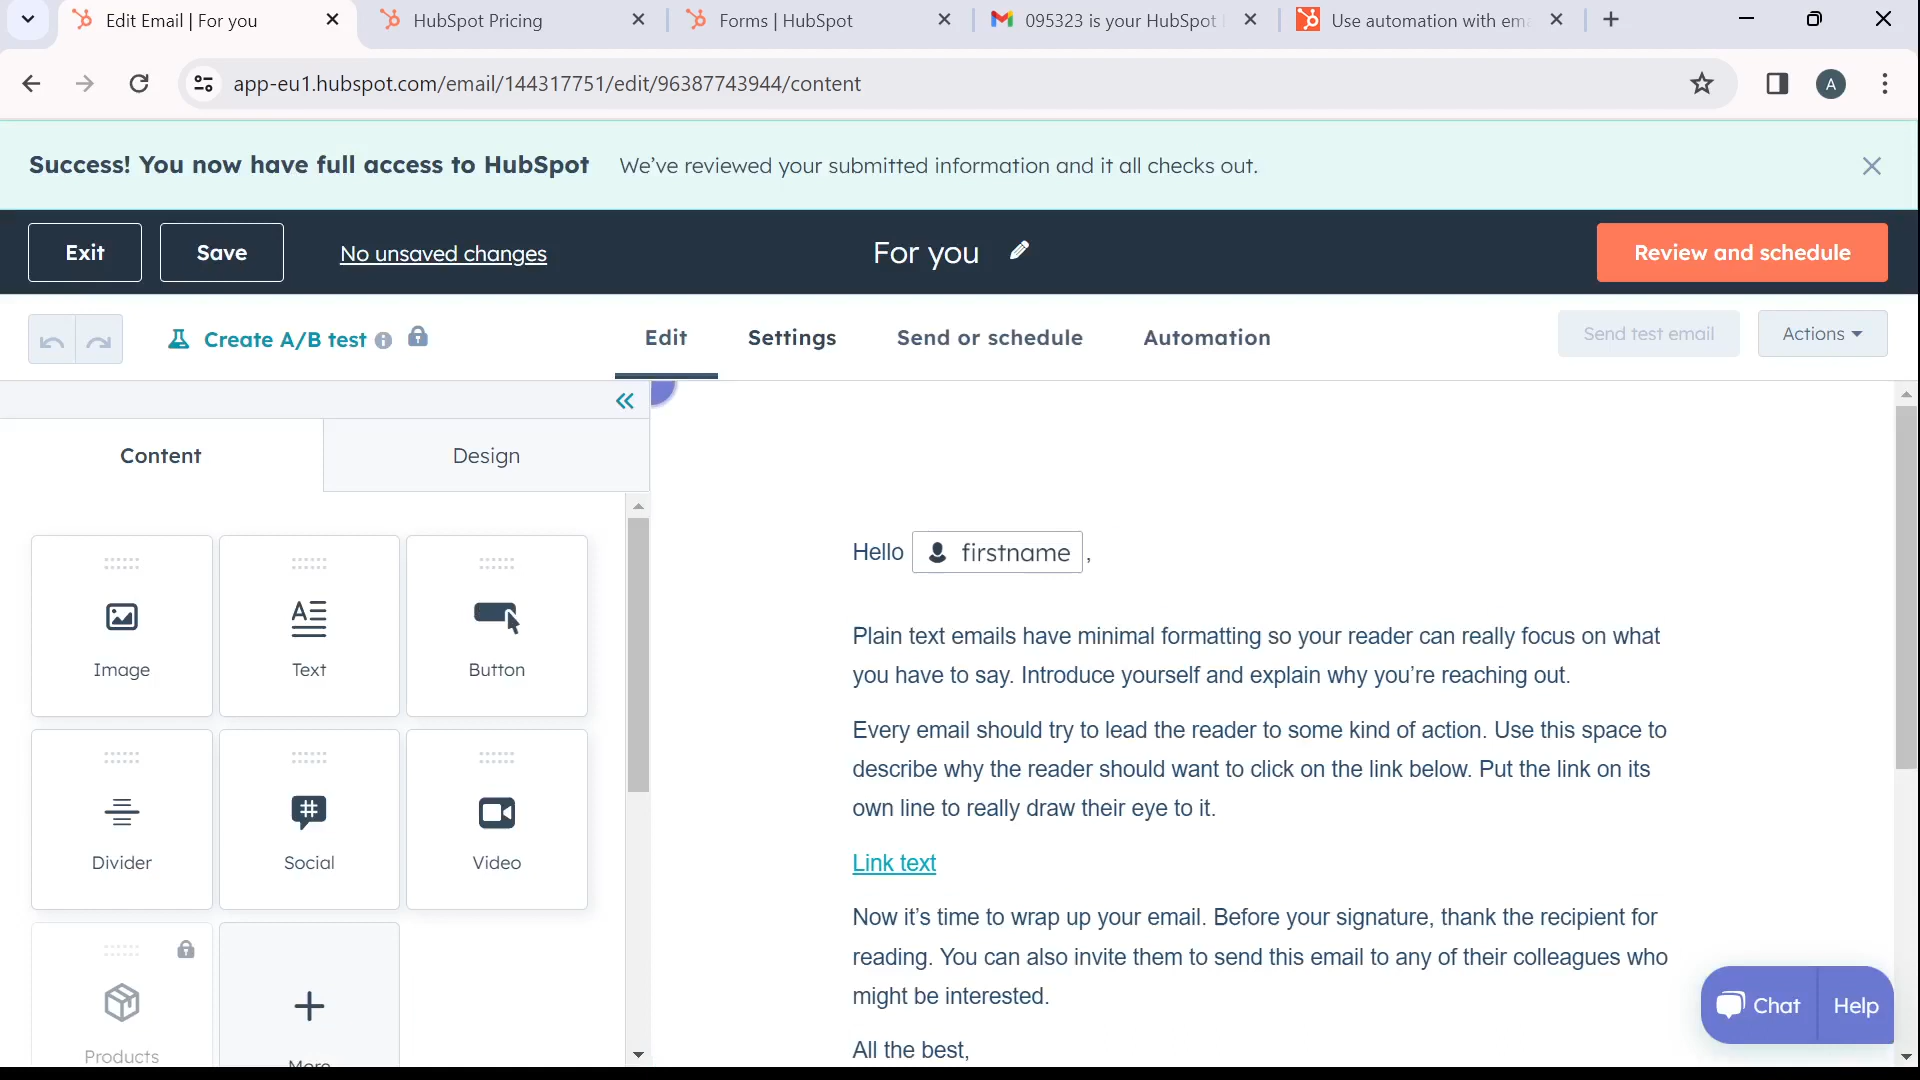 Edit Email | For you
HubSpot Pricing
Forms | HubSpot
095323 is your HubSpot
Use automation with ema
app-eu1.hubspot.com/email/144317751/edit/96387743944/content
A
Success! You now have full access to HubSpot We've reviewed your submitted information and it all checks out.
Exit
Save
No unsaved changes
For you
Review and schedule
Create A/B test
Edit
Settings
Send or schedule
Automation
Send test email
Actions
Content
Design
Hello firstname,
Plain text emails have minimal formatting so your reader can really focus on what
you have to say. Introduce yourself and explain why you're reaching out.
Every email should try to lead the reader to some kind of action. Use this space to
describe why the reader should want to click on the link below. Put the link on its
own line to really draw their eye to it.
Link text
Now it's time to wrap up your email. Before your signature, thank the recipient for
reading. You can also invite them to send this email to any of their colleagues who
might be interested.
All the best,
Image
Text
Button
Divider
Social
Video
Products
More
Chat
Help